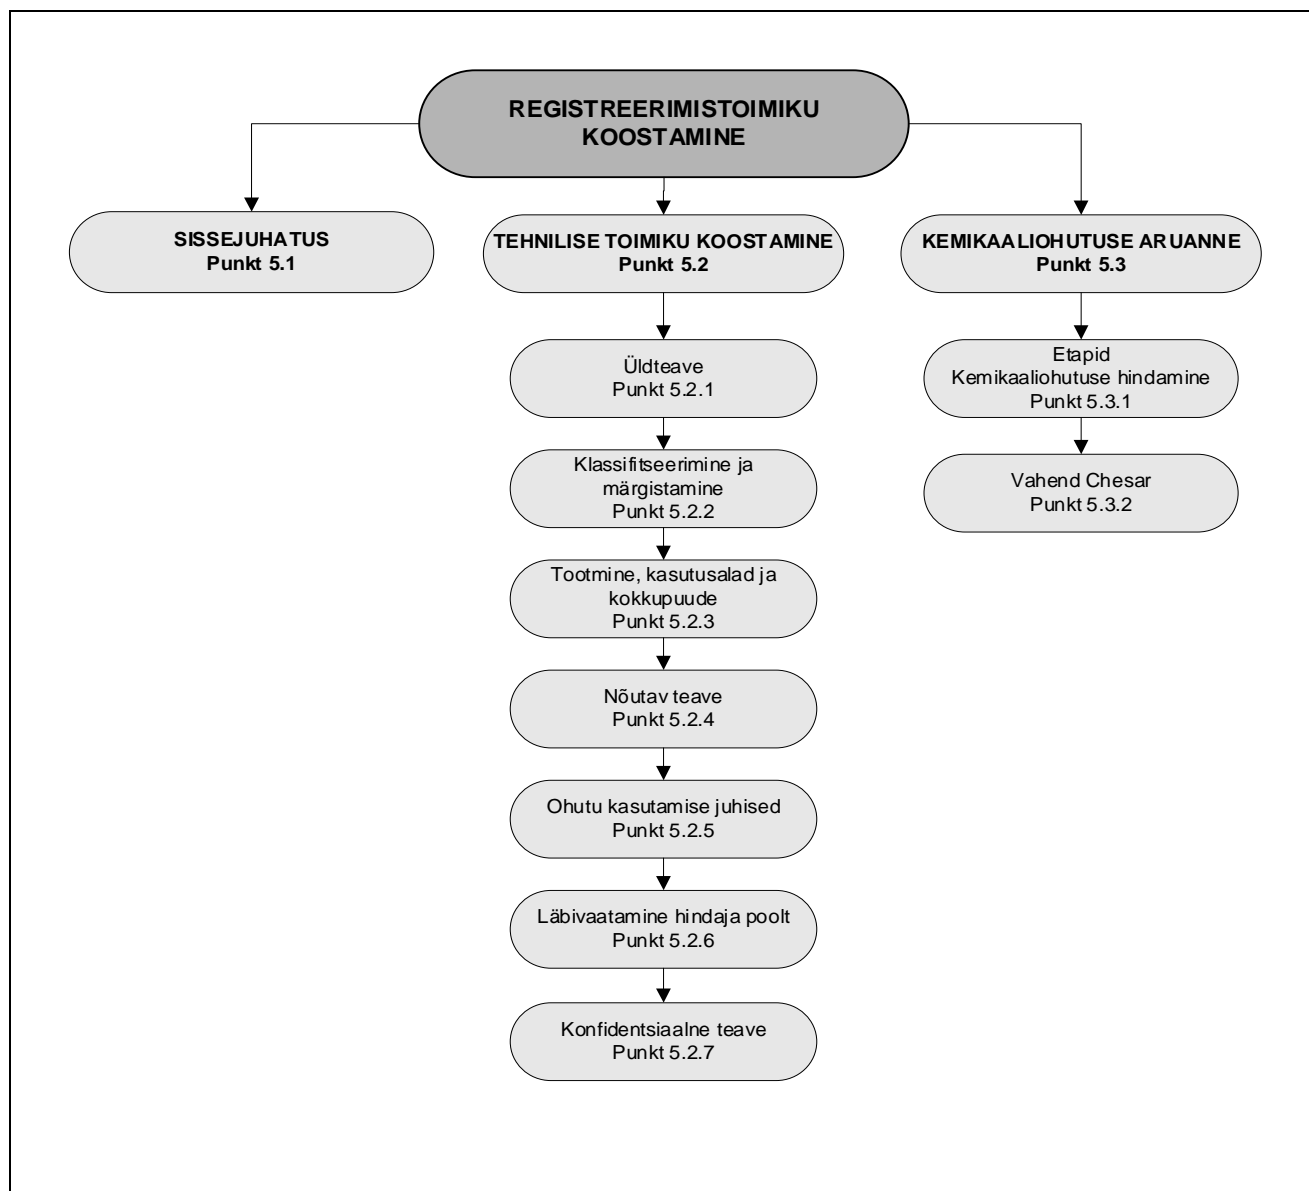 REGISTREERIMISTOIMIKU
KOOSTAMINE
SISSEJUHATUS
Punkt 5.1
TEHNILISE TOIMIKU KOOSTAMINE
Punkt 5.2
KEMIKAALIOHUTUSE ARUANNE
Punkt 5.3
Üldteave
Punkt 5.2.1
Klassifitseerimine ja
märgistamine
Punkt 5.2.2
Tootmine, kasutusalad ja
kokkupuude
Punkt 5.2.3
Nõutav teave
Punkt 5.2.4
Ohutu kasutamise juhised
Punkt 5.2.5
Läbivaatamine hindaja poolt
Punkt 5.2.6
Konfidentsiaalne teave
Punkt 5.2.7
Etapid
Kemikaaliohutuse hindamine
Punkt 5.3.1
Vahend Chesar
Punkt 5.3.2